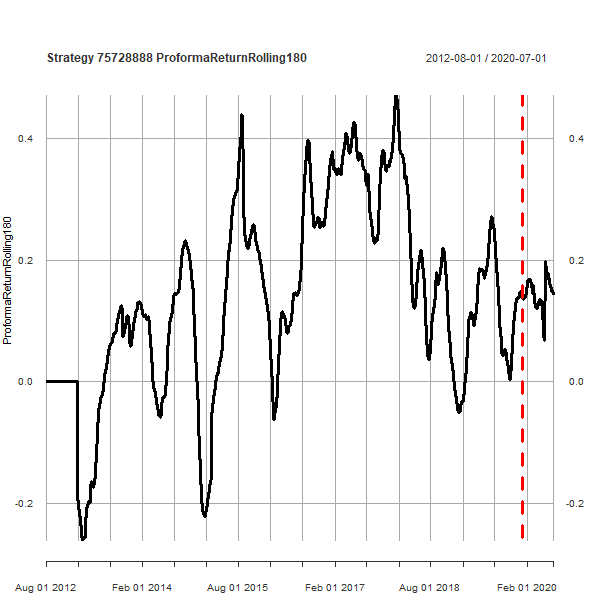 Strategy 75728888 ProformaReturnRolling180
2012-08-01 / 2020-07-01
ProformaReturnRolling180
0.4
0.4
0.2
0.2
0.0
0.0
-0.2
-0.2
Aug 01 2012
Feb 01 2014
Aug 01 2015
Feb 01 2017
Aug 01 2018
Feb 01 2020